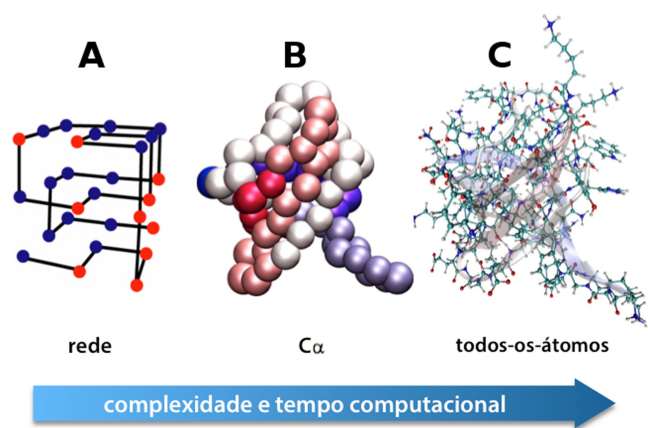 A B C
rede Cα todos-os-átomos
complexidade e tempo computacional